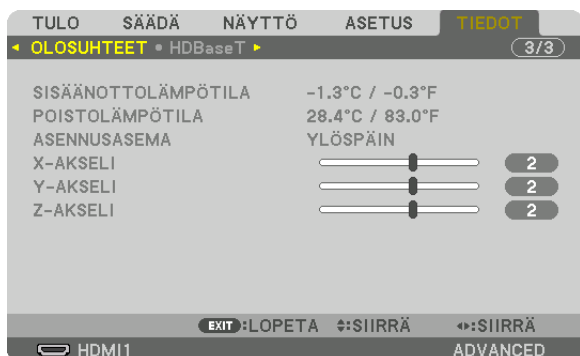 TULO SÄÄDÄ NÄYTTÖ ASETUS TIEDOT
◂ OLOSUHTEET • HDBaseT ▸ 3/3
SISÄÄNOTTOLÄMPÖTILA -1.3°C / -0.3°F
POISTOLÄMPÖTILA 28.4°C / 83.0°F
ASENNUSASEMA YLÖSPÄIN
X-AKSELI 2
Y-AKSELI 2
Z-AKSELI 2
EXIT:LOPETA ♦:SIIRRÄ ◂▸:SIIRRÄ
HDMI1 ADVANCED